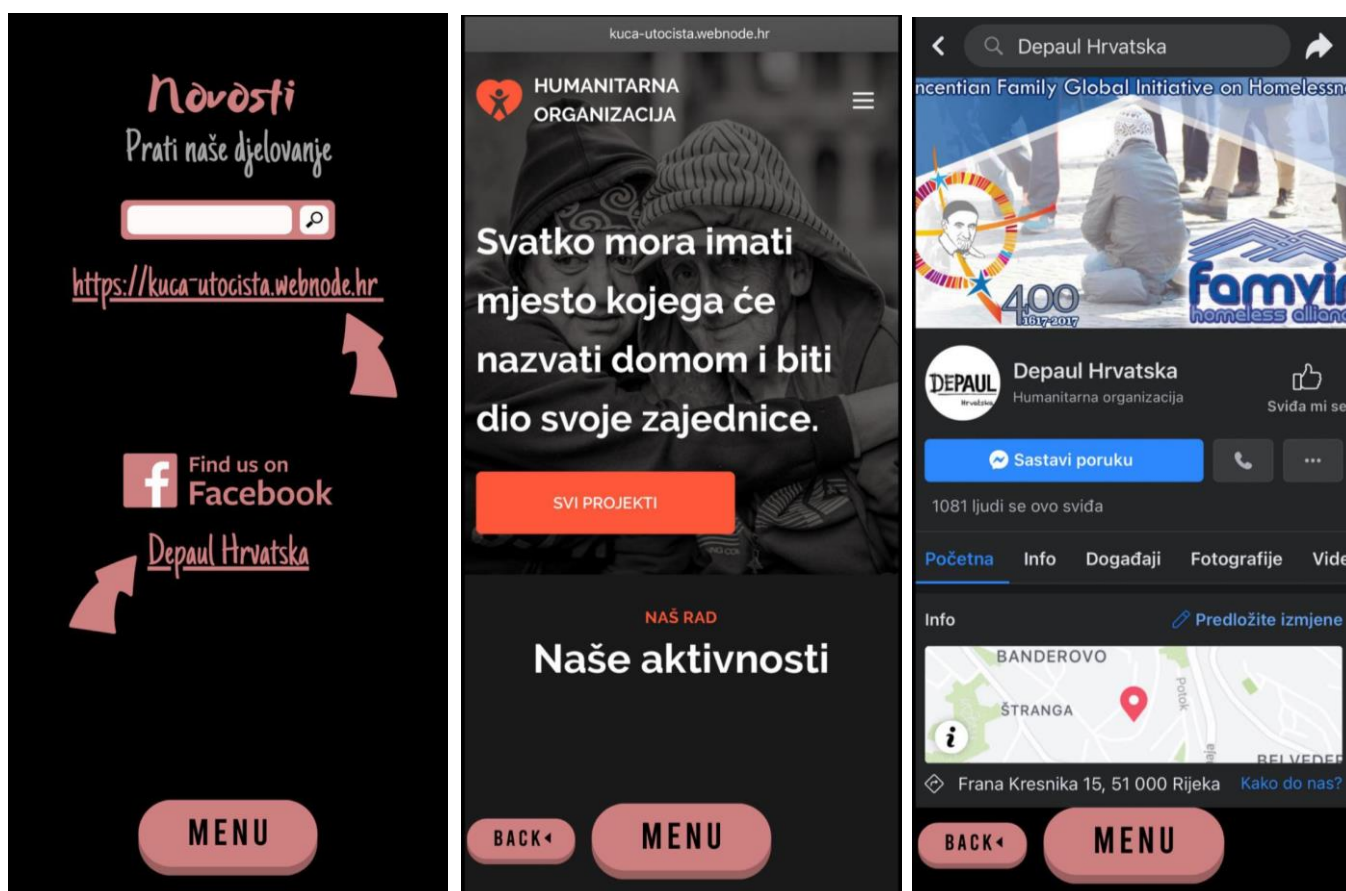 Novosti
Prati naše djelovanje
https://kuca-utocista.webnode.hr
Find us on
Facebook
Depaul Hrvatska
MENU
kuca-utocista.webnode.hr
HUMANITARNA
ORGANIZACIJA
Svatko mora imati
mjesto kojega će
nazvati domom i biti
dio svoje zajednice.
SVI PROJEKTI
NAŠ RAD
Naše aktivnosti
BACK
MENU
Depaul Hrvatska
ncentian Family Global Initiative on Homelessn
400
1617-2017
famvin
homeless allianc
DEPAUL
Hrvatska
Depaul Hrvatska
Humanitarna organizacija
Sviđa mi se
Sastavi poruku
1081 ljudi se ovo sviđa
Početna Info Događaji Fotografije Vide
Info Predložite izmjene
BANDEROVO
Potok
ŠTRANGA
BELVEDER
Frana Kresnika 15, 51 000 Rijeka Kako do nas?
BACK
MENU